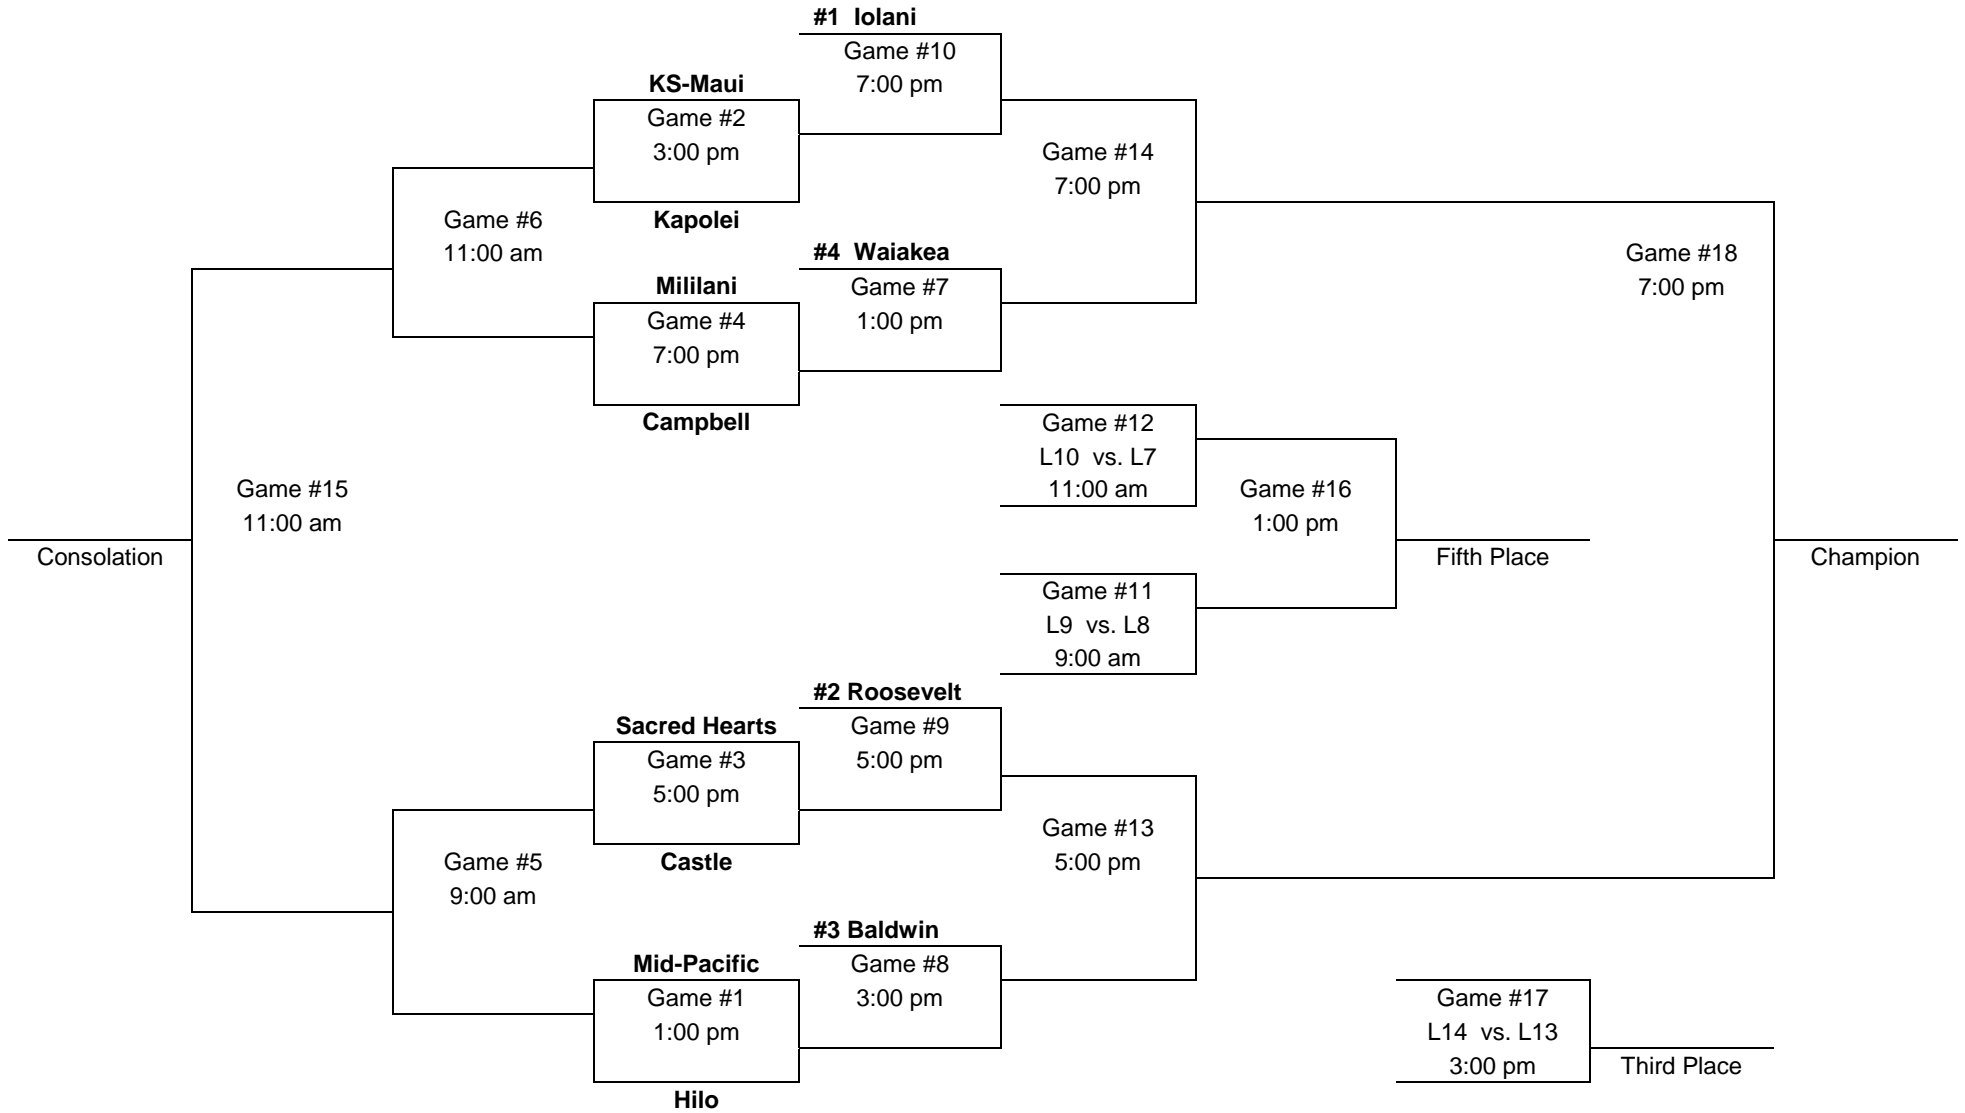 #1  Iolani
Game #10
7:00 pm
KS-Maui
Game #2
3:00 pm
Kapolei
Game #14
7:00 pm
Game #6
11:00 am
#4  Waiakea
Game #7
1:00 pm
Mililani
Game #4
7:00 pm
Campbell
Game #18
7:00 pm
Game #12
L10  vs. L7
11:00 am
Game #15
11:00 am
Game #16
1:00 pm
Consolation
Fifth Place
Champion
Game #11
L9  vs. L8
9:00 am
#2 Roosevelt
Game #9
5:00 pm
Sacred Hearts
Game #3
5:00 pm
Castle
Game #13
5:00 pm
Game #5
9:00 am
#3 Baldwin
Game #8
3:00 pm
Mid-Pacific
Game #1
1:00 pm
Hilo
Game #17
L14  vs. L13
3:00 pm
Third Place